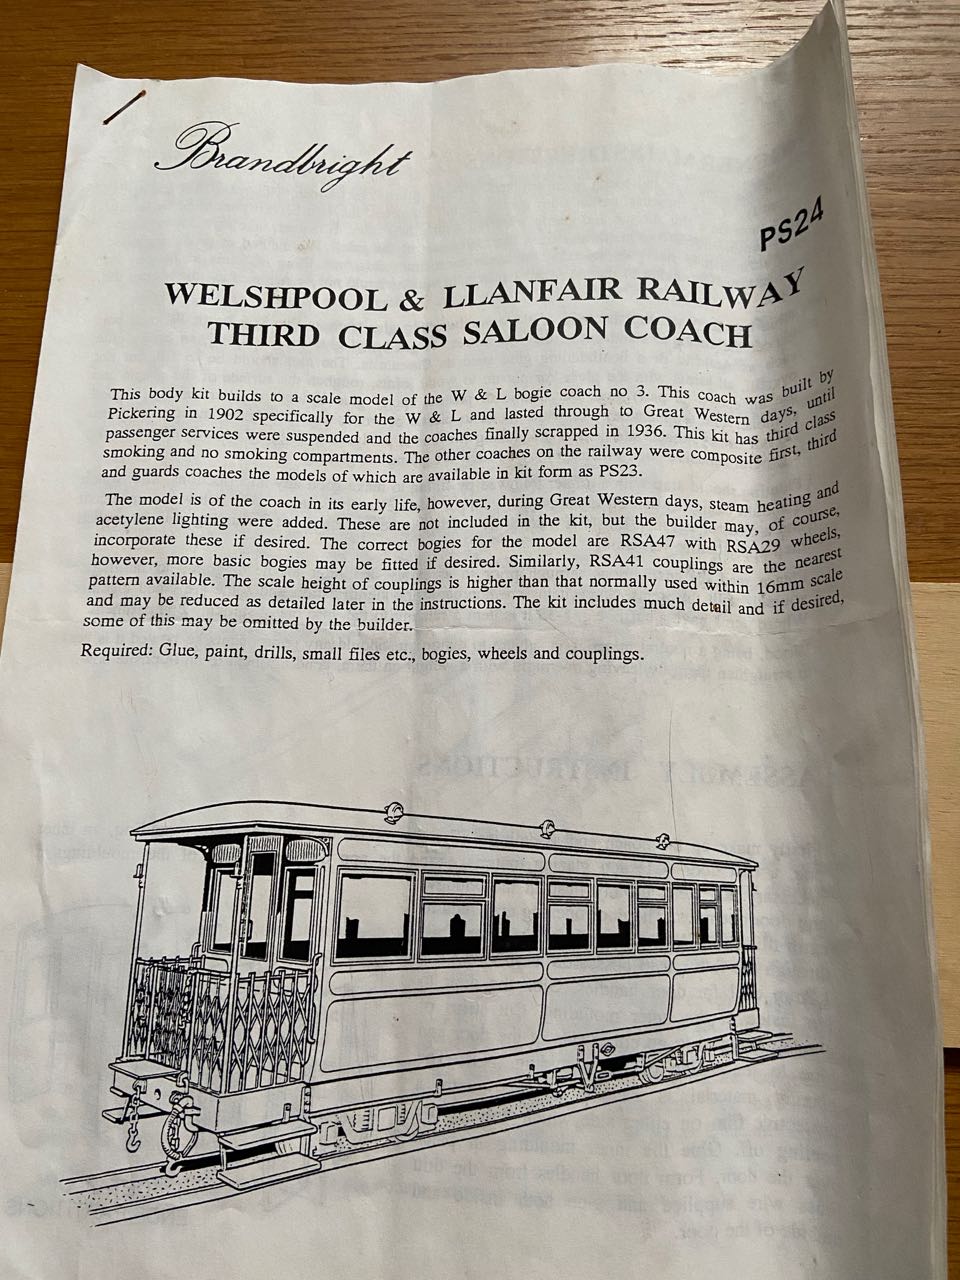 Brandbright
PS24
WELSHPOOL & LLANFAIR RAILWAY
THIRD CLASS SALOON COACH
This body kit builds to a scale model of the W & L bogie coach no 3. This coach was built by
Pickering in 1902 specifically for the W & L and lasted through to Great Western days, until
passenger services were suspended and the coaches finally scrapped in 1936. This kit has third class
smoking and no smoking compartments. The other coaches on the railway were composite first, third
and guards coaches the models of which are available in kit form as PS23.
The model is of the coach in its early life, however, during Great Western days, steam heating and
acetylene lighting were added. These are not included in the kit, but the builder may, of course,
incorporate these if desired. The correct bogies for the model are RSA47 with RSA29 wheels,
however, more basic bogies may be fitted if desired. Similarly, RSA41 couplings are the nearest
pattern available. The scale height of couplings is higher than that normally used within 16mm scale
and may be reduced as detailed later in the instructions. The kit includes much detail and if desired,
some of this may be omitted by the builder.
Required: Glue, paint, drills, small files etc., bogies, wheels and couplings.
ASSEMBLY INSTRUCTIONS